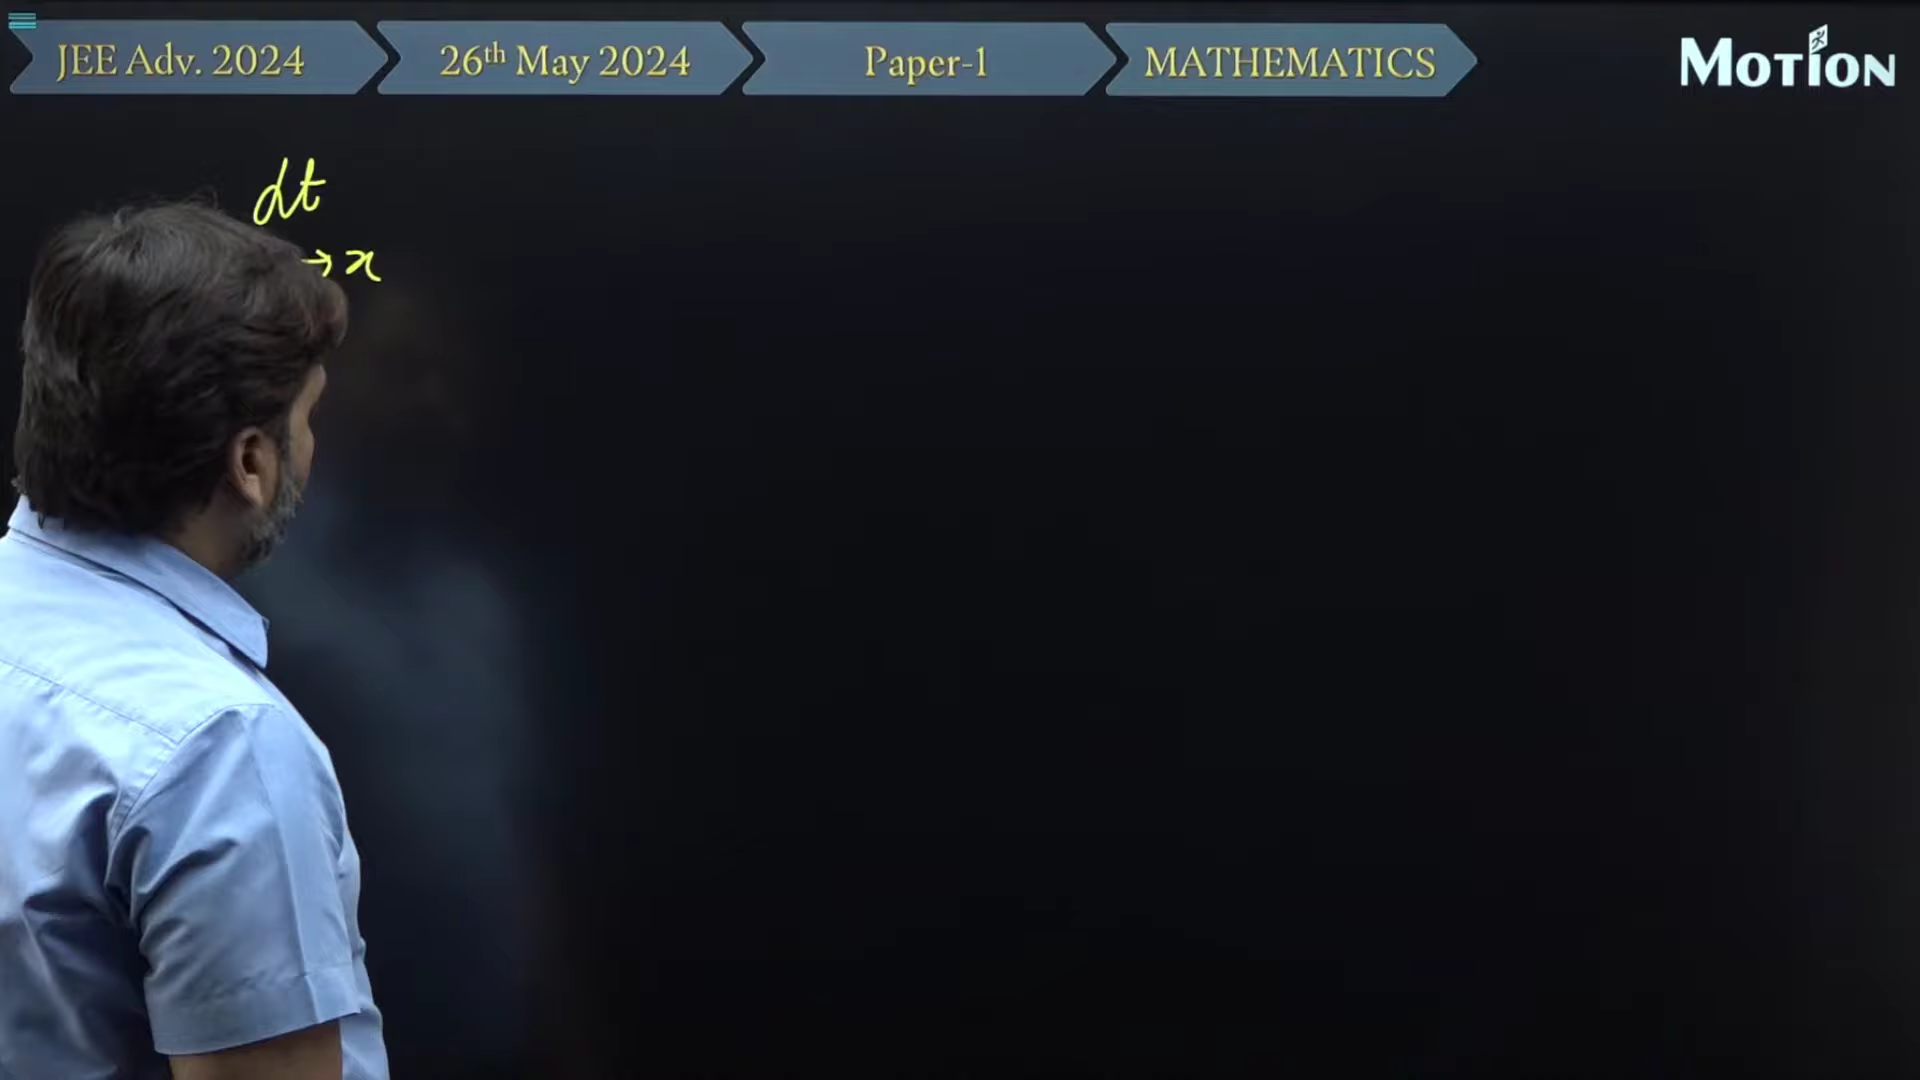 JEE Adv. 2024
26th May 2024
Paper-1
MATHEMATICS
MOTION
dt
→ x